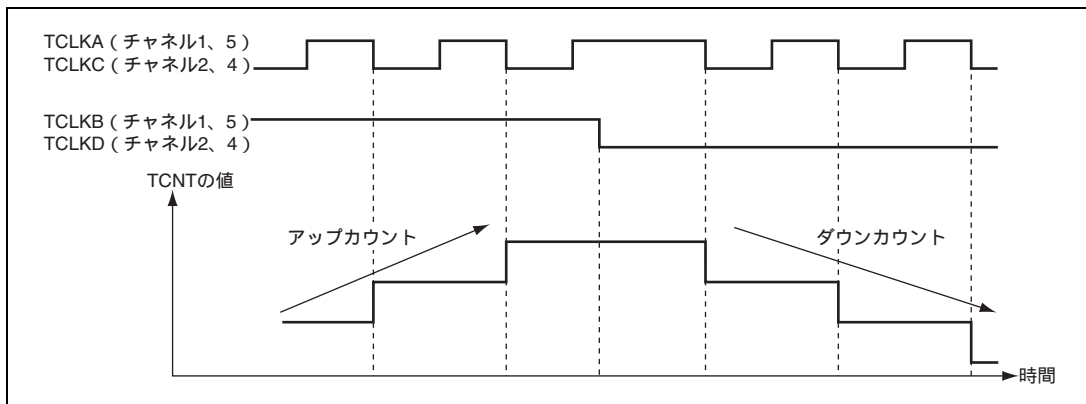 TCLKA（チャネル1、5）
TCLKC（チャネル2、4）
TCLKB（チャネル1、5）
TCLKD（チャネル2、4）
TCNTの値
アップカウント
ダウンカウント
時間